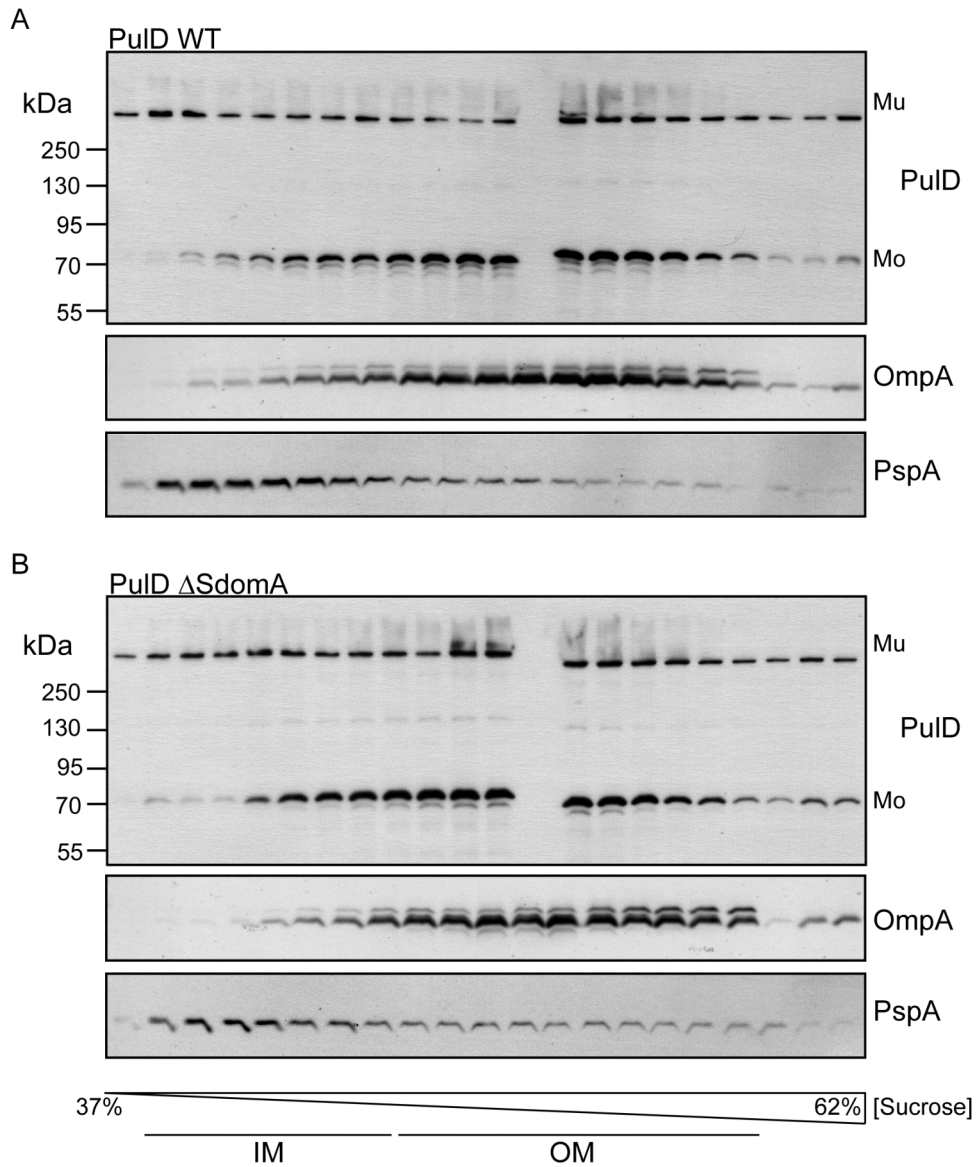 A
PulD WT
kDa
Mu
250
130
PulD
95
70
Mo
55
OmpA
PspA
B
PulD ΔSdomA
kDa
Mu
250
130
PulD
95
70
Mo
55
OmpA
PspA
37%
62%
[Sucrose]
IM
OM